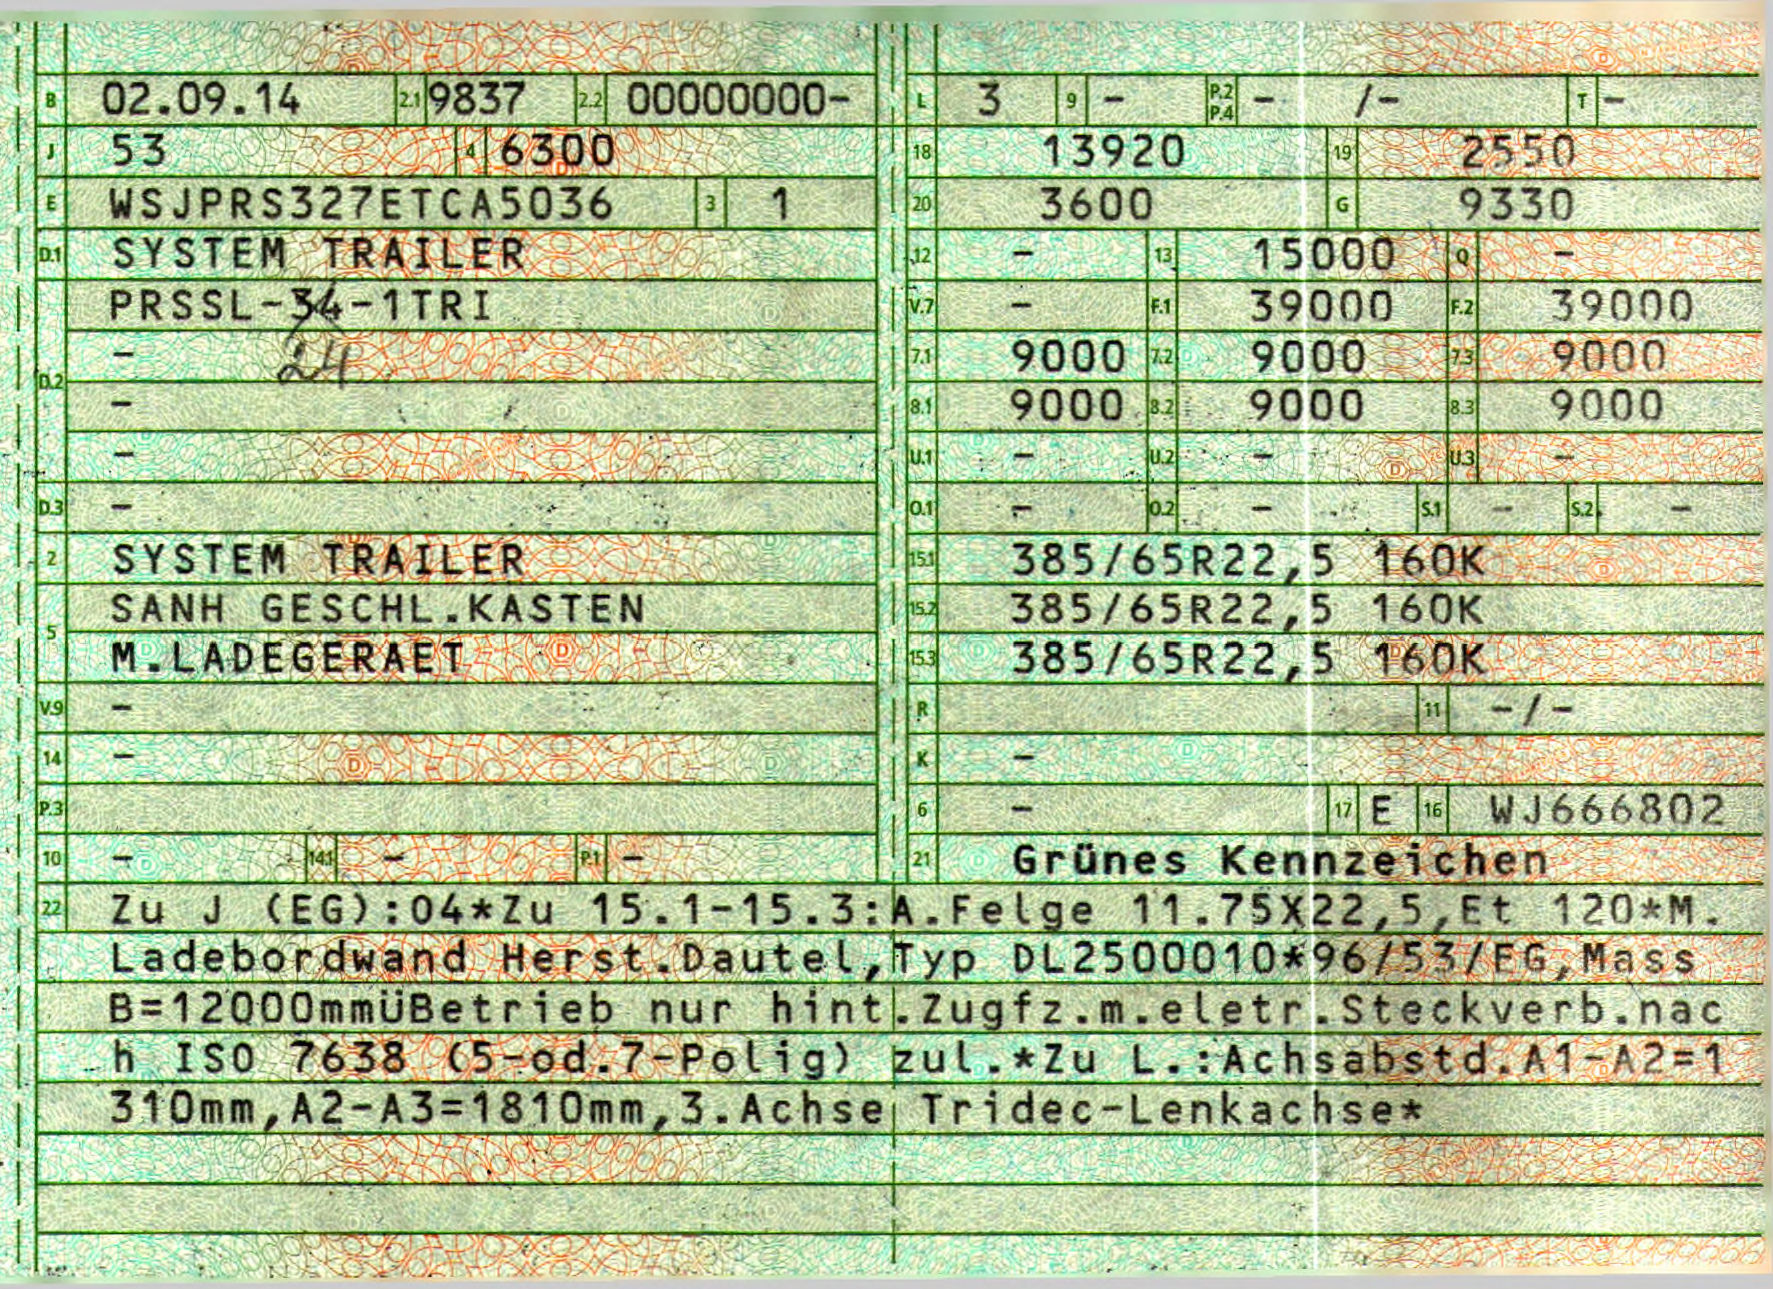 B 02.09.14 2.1 9837 2.2 00000000-
J 53 4 6300
E WSJPRS327ETCA5036 3 1
D.1 SYSTEM TRAILER
PRSSL-34-1TRI
24
D.2 -
-
-
D.3 -
2 SYSTEM TRAILER
5 SANH GESCHL.KASTEN
M.LADEGERAET
V.9 -
14 -
P.3
10 - 14.1 - P.1 -
L 3 9 - P.2 P.4 - /- T -
18 13920 19 2550
20 3600 G 9330
12 - 13 15000 Q -
V.7 - F.1 39000 F.2 39000
7.1 9000 7.2 9000 7.3 9000
8.1 9000 8.2 9000 8.3 9000
U.1 - U.2 - U.3 -
O.1 - O.2 - S.1 - S.2 -
15.1 385/65R22,5 160K
15.2 385/65R22,5 160K
15.3 385/65R22,5 160K
R 11 -/-
K -
6 - 17 E 16 WJ666802
21 Grünes Kennzeichen
22 Zu J (EG):04*Zu 15.1-15.3:A.Felge 11.75X22,5,Et 120*M.
Ladebordwand Herst.Dautel,Typ DL2500010*96/53/EG,Mass
B=12000mmüBetrieb nur hint.Zugfz.m.eletr.Steckverb.nac
h ISO 7638 (5-od.7-Polig) zul.*Zu L.:Achsabstd.A1-A2=1
310mm,A2-A3=1810mm,3.Achse Tridec-Lenkachse*